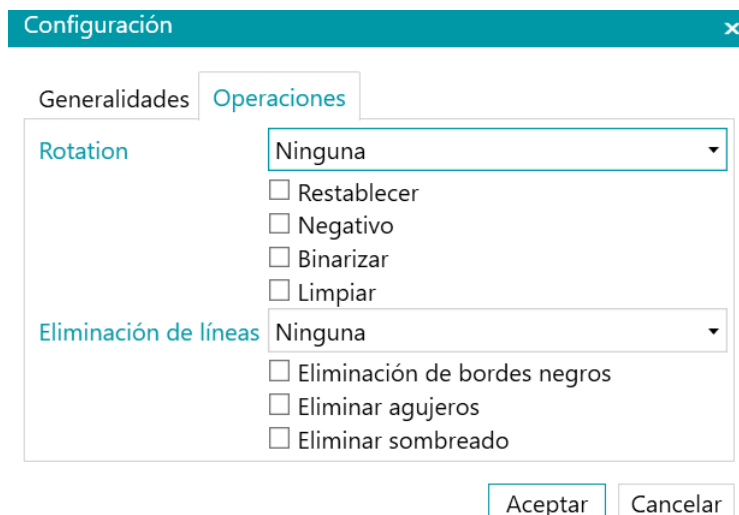 Configuración x
Generalidades Operaciones
Rotation Ninguna
Restablecer
Negativo
Binarizar
Limpiar
Eliminación de líneas Ninguna
Eliminación de bordes negros
Eliminar agujeros
Eliminar sombreado
Aceptar Cancelar